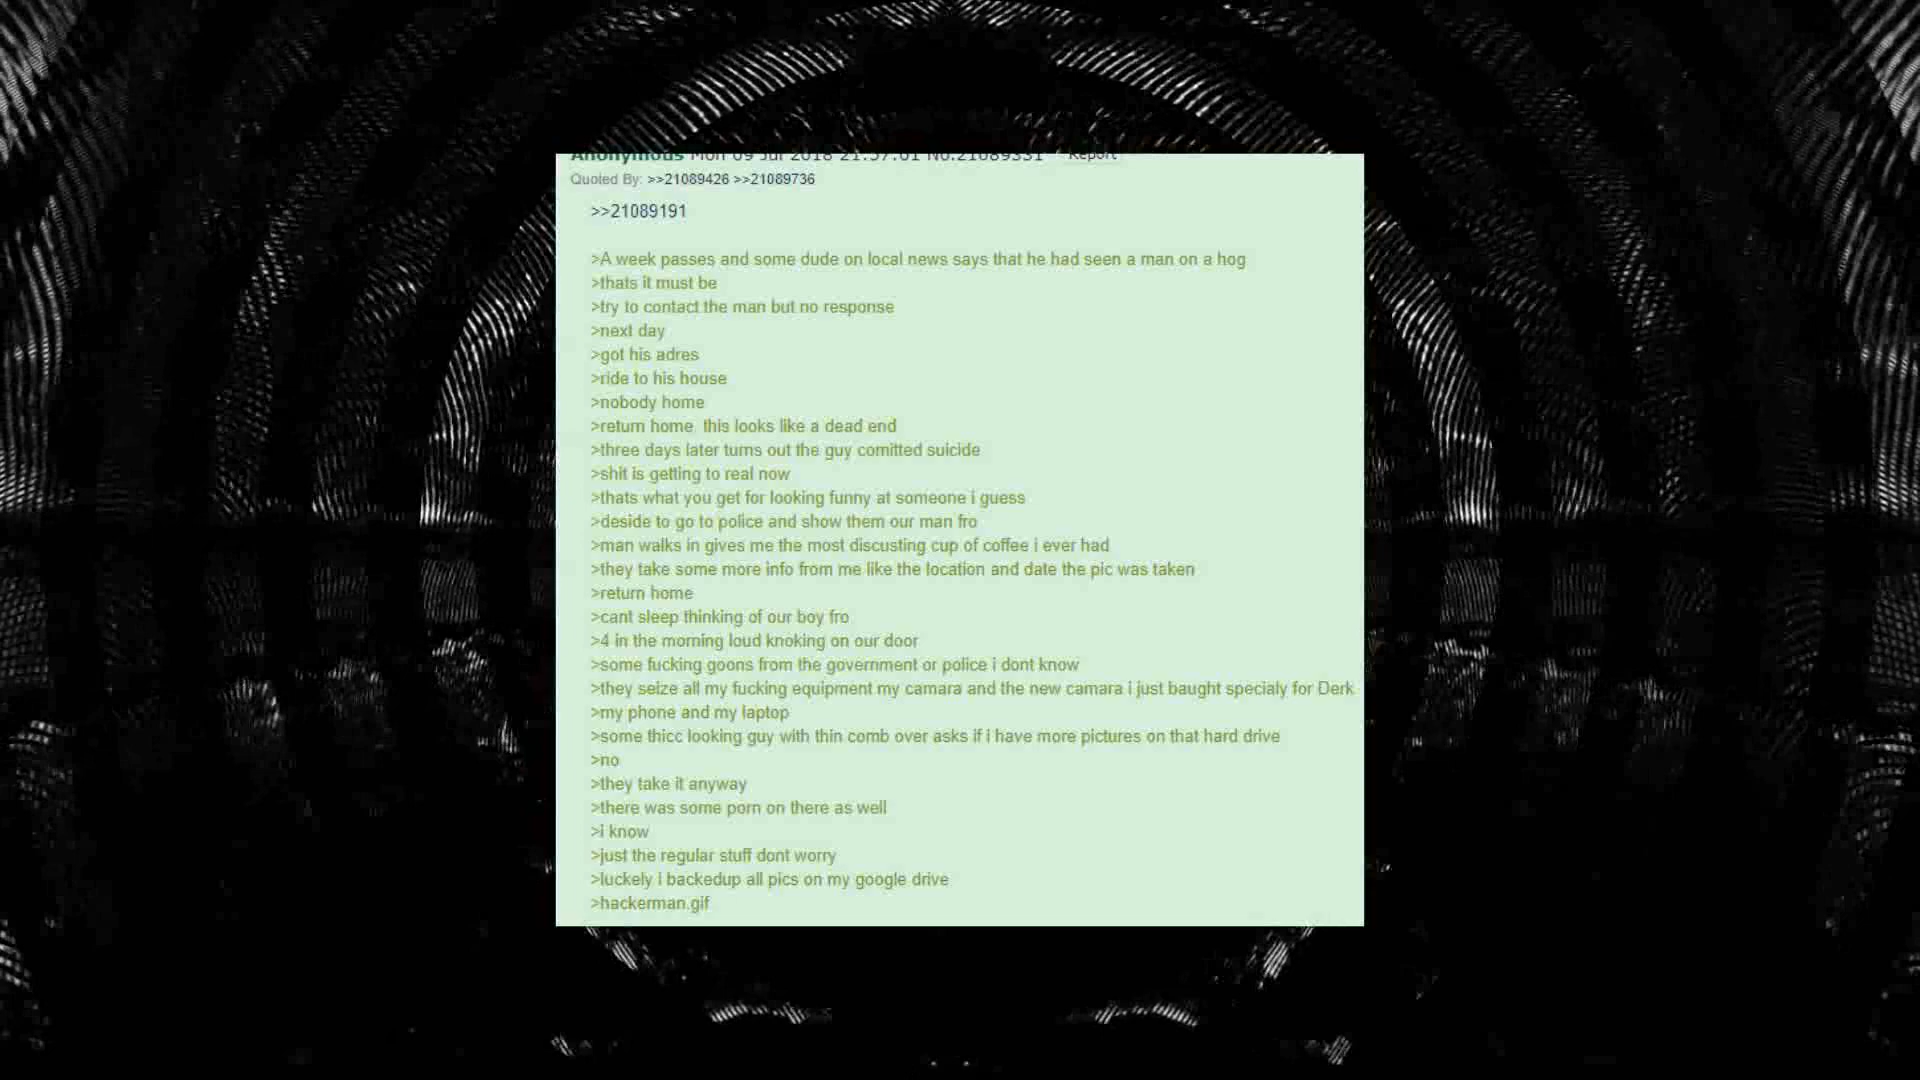 Anonymous Mon 09 Jul 2018 21:57:01 No.21089331 Report
Quoted By: >>21089426 >>21089736
>>21089191
>A week passes and some dude on local news says that he had seen a man on a hog
>thats it must be
>try to contact the man but no response
>next day
>got his adres
>ride to his house
>nobody home
>return home this looks like a dead end
>three days later turns out the guy comitted suicide
>shit is getting to real now
>thats what you get for looking funny at someone i guess
>deside to go to police and show them our man fro
>man walks in gives me the most discusting cup of coffee i ever had
>they take some more info from me like the location and date the pic was taken
>return home
>cant sleep thinking of our boy fro
>4 in the morning loud knoking on our door
>some fucking goons from the government or police i dont know
>they seize all my fucking equipment my camara and the new camara i just baught specialy for Derk
>my phone and my laptop
>some thicc looking guy with thin comb over asks if i have more pictures on that hard drive
>no
>they take it anyway
>there was some porn on there as well
>i know
>just the regular stuff dont worry
>luckely i backedup all pics on my google drive
>hackerman.gif